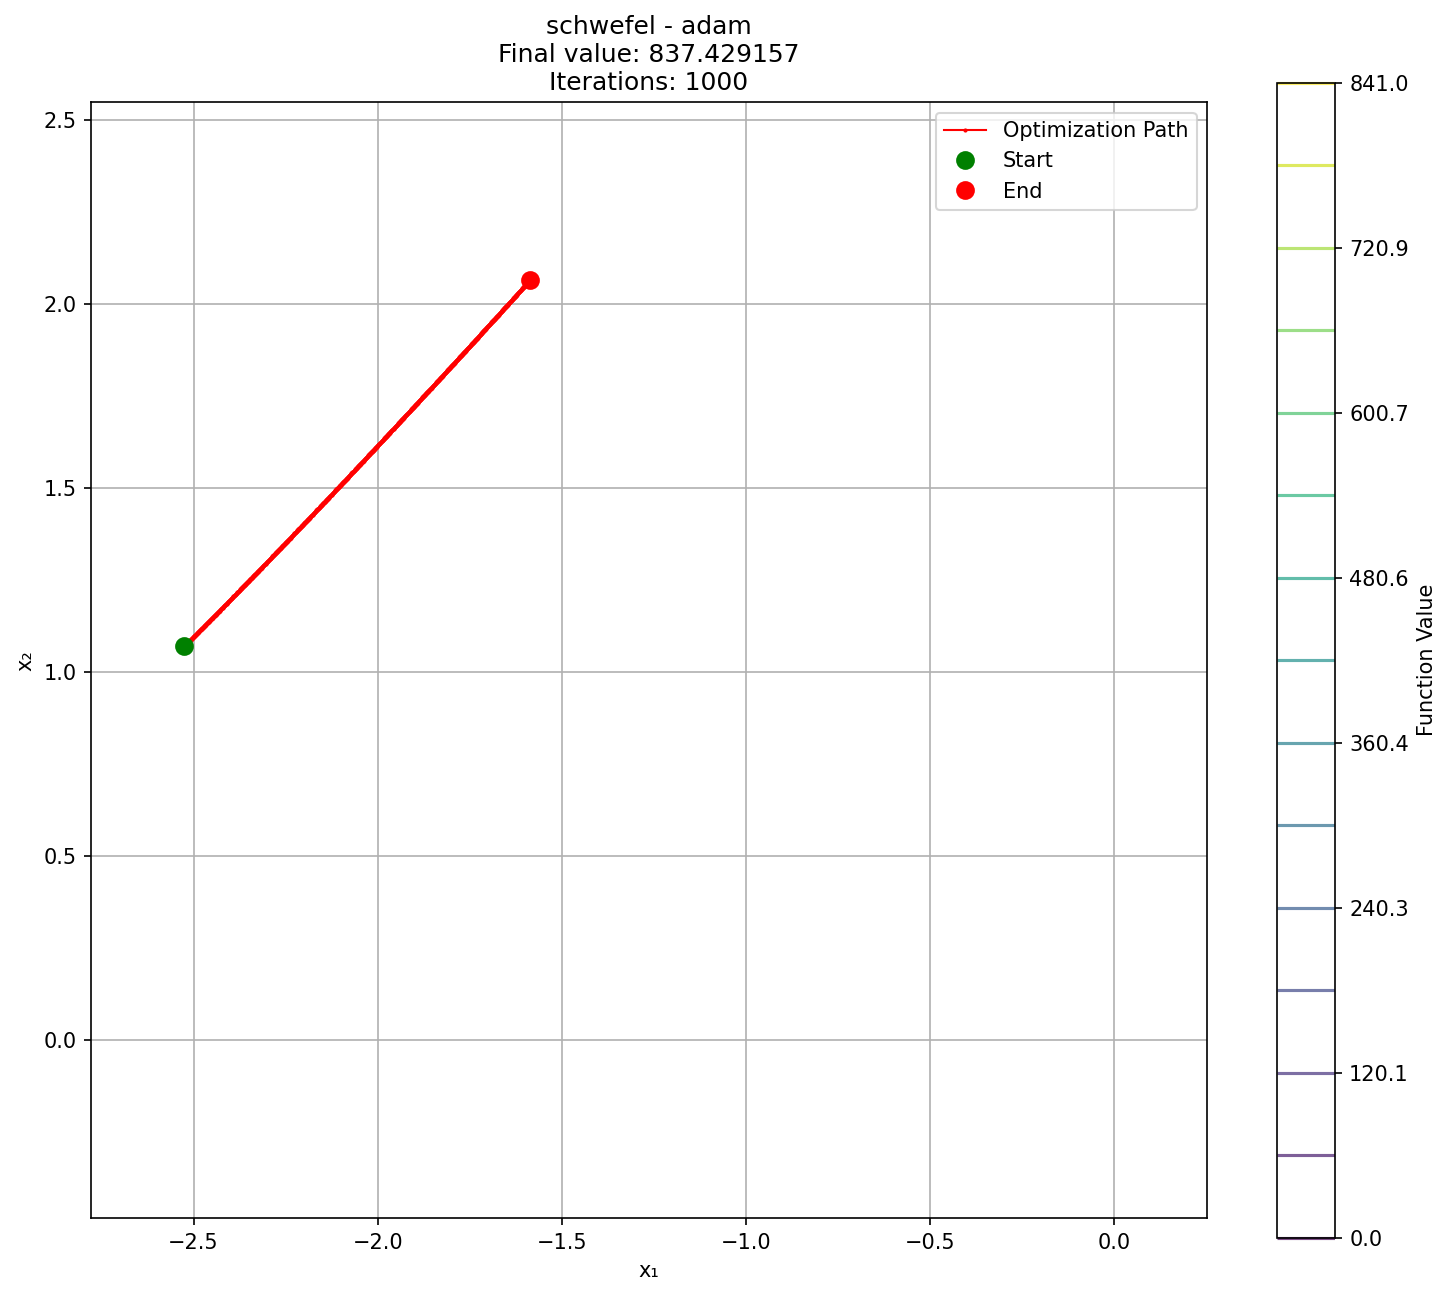 schwefel - adam
Final value: 837.429157
Iterations: 1000
Optimization Path
Start
End
2.5
2.0
1.5
1.0
0.5
0.0
−2.5
−2.0
−1.5
−1.0
−0.5
0.0
x₁
x₂
841.0
720.9
600.7
480.6
360.4
240.3
120.1
0.0
Function Value